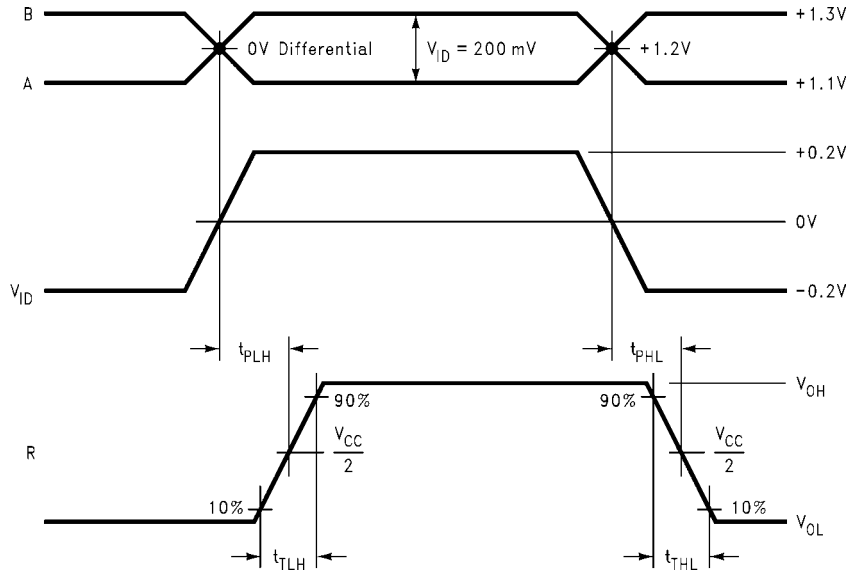 B
+1.3V
0V Differential
V_ID = 200 mV
+1.2V
A
+1.1V
+0.2V
0V
V_ID
−0.2V
t_PLH
t_PHL
V_OH
90%
90%
R
V_CC/2
V_CC/2
10%
10%
V_OL
t_TLH
t_THL